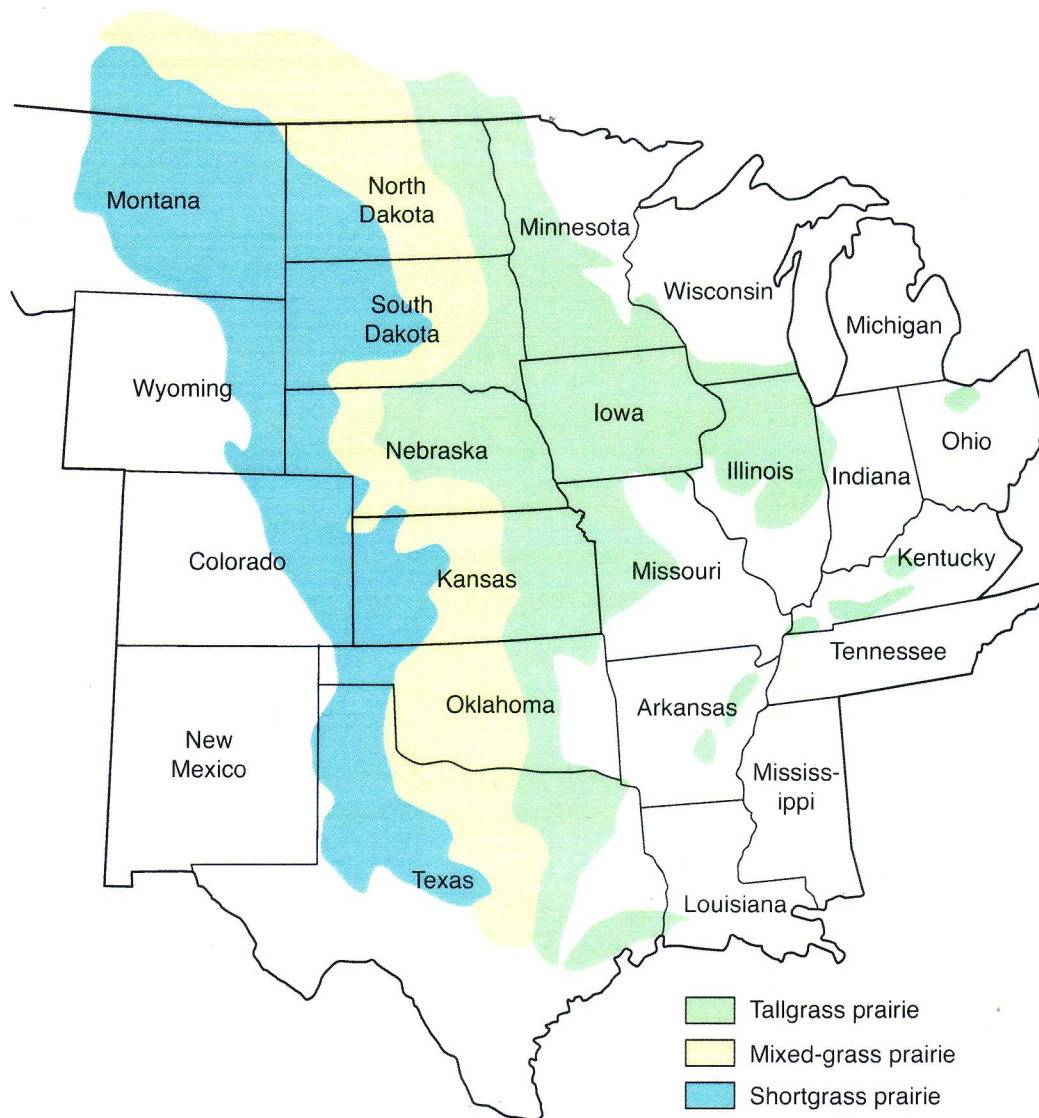 Montana
North
Dakota
Minnesota
South
Dakota
Wisconsin
Michigan
Wyoming
Iowa
Nebraska
Illinois
Indiana
Ohio
Colorado
Kansas
Missouri
Kentucky
Tennessee
Oklahoma
Arkansas
New
Mexico
Mississ-
ippi
Texas
Louisiana
Tallgrass prairie
Mixed-grass prairie
Shortgrass prairie